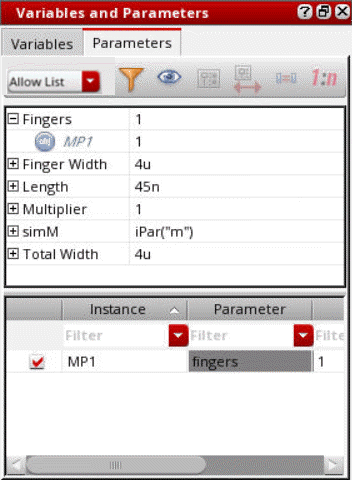 Variables and Parameters
Variables Parameters
Allow List 1:n
Fingers 1
obj MP1 1
Finger Width 4u
Length 45n
Multiplier 1
simM iPar("m")
Total Width 4u
Instance Parameter
Filter Filter Filte
MP1 fingers 1